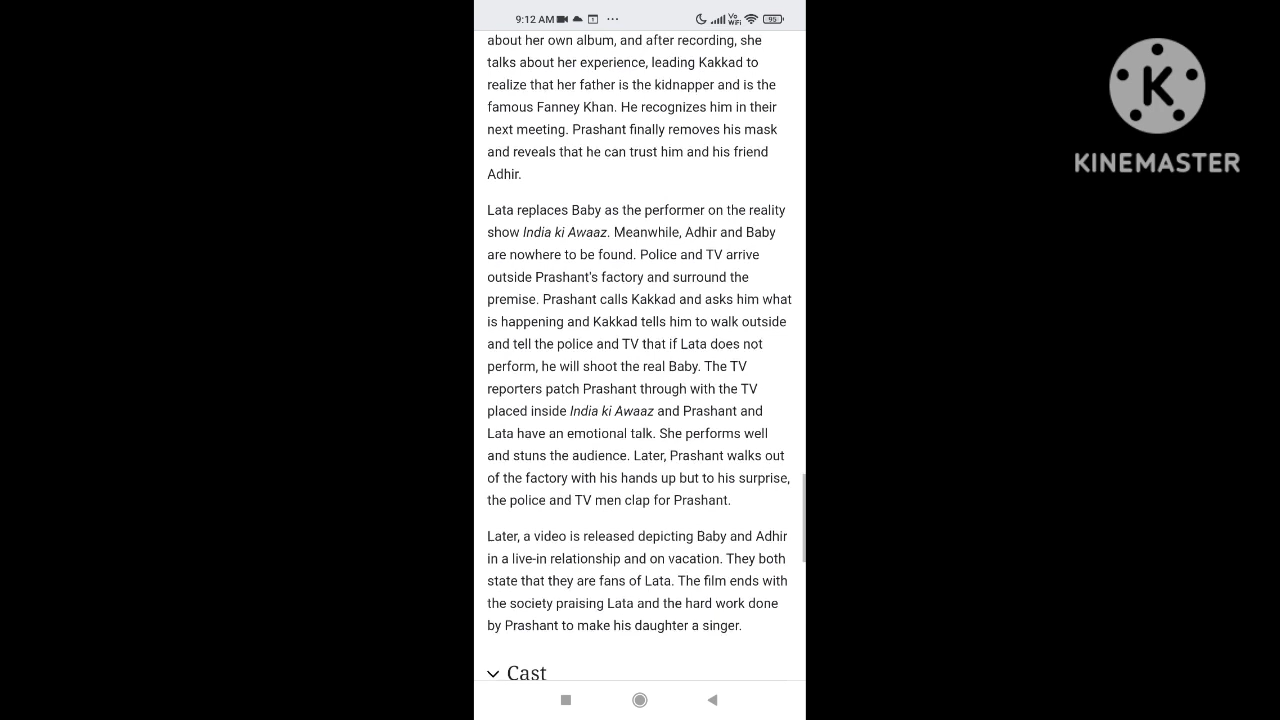 9:12 AM
Vo
WiFi
95
about her own album, and after recording, she
talks about her experience, leading Kakkad to
realize that her father is the kidnapper and is the
famous Fanney Khan. He recognizes him in their
next meeting. Prashant finally removes his mask
and reveals that he can trust him and his friend
Adhir.
Lata replaces Baby as the performer on the reality
show India ki Awaaz. Meanwhile, Adhir and Baby
are nowhere to be found. Police and TV arrive
outside Prashant's factory and surround the
premise. Prashant calls Kakkad and asks him what
is happening and Kakkad tells him to walk outside
and tell the police and TV that if Lata does not
perform, he will shoot the real Baby. The TV
reporters patch Prashant through with the TV
placed inside India ki Awaaz and Prashant and
Lata have an emotional talk. She performs well
and stuns the audience. Later, Prashant walks out
of the factory with his hands up but to his surprise,
the police and TV men clap for Prashant.
Later, a video is released depicting Baby and Adhir
in a live-in relationship and on vacation. They both
state that they are fans of Lata. The film ends with
the society praising Lata and the hard work done
by Prashant to make his daughter a singer.
Cast
K
KINEMASTER